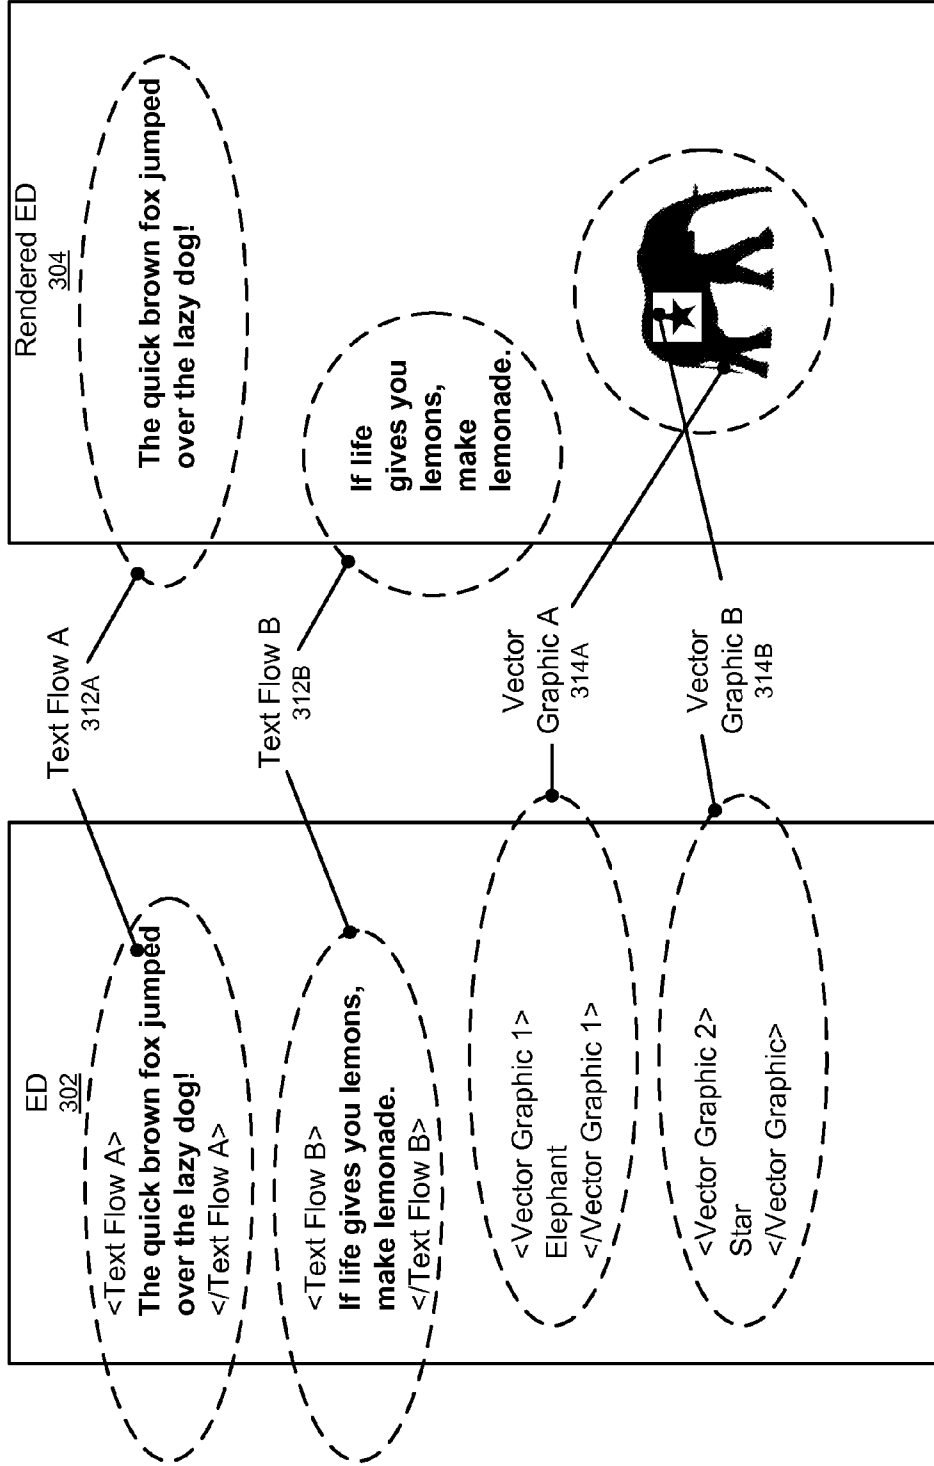 ED
302
<Text Flow A>
The quick brown fox jumped
over the lazy dog!
</Text Flow A>
<Text Flow B>
If life gives you lemons,
make lemonade.
</Text Flow B>
<Vector Graphic 1>
Elephant
</Vector Graphic 1>
<Vector Graphic 2>
Star
</Vector Graphic>
Text Flow A
312A
Text Flow B
312B
Vector
Graphic A
314A
Vector
Graphic B
314B
Rendered ED
304
The quick brown fox jumped
over the lazy dog!
If life
gives you
lemons,
make
lemonade.